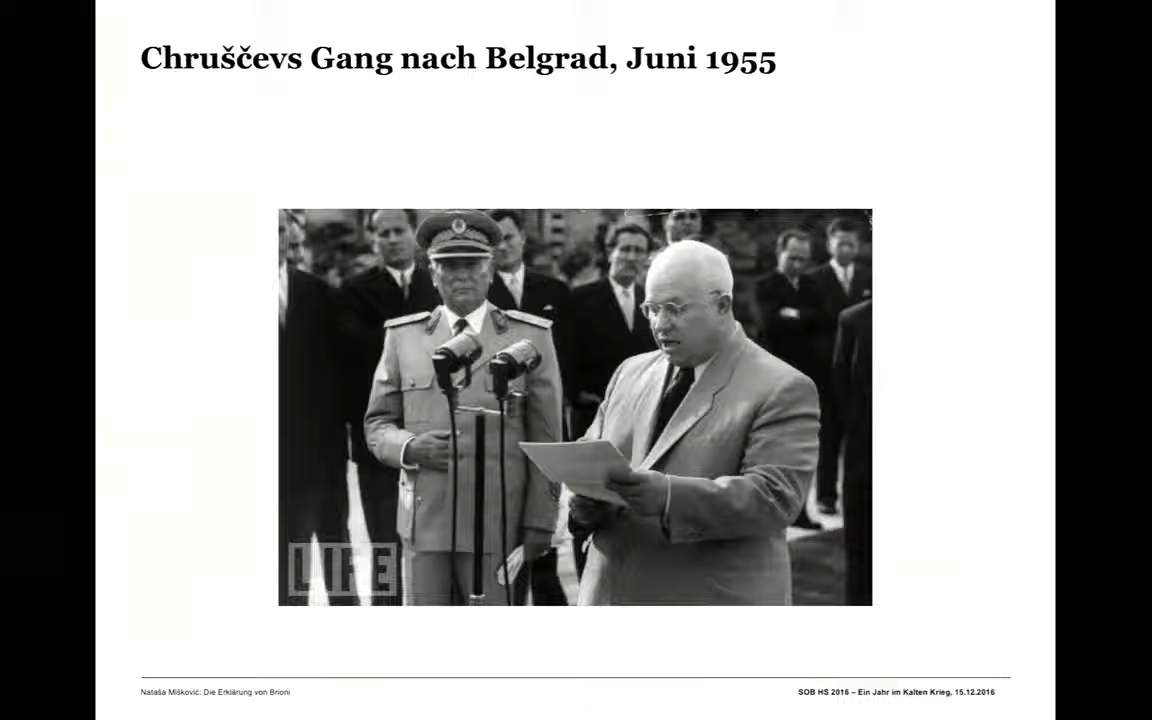 Chruščevs Gang nach Belgrad, Juni 1955
LIFE
Nataša Mišković: Die Erklärung von Brioni
SOB HS 2016 – Ein Jahr im Kalten Krieg, 15.12.2016